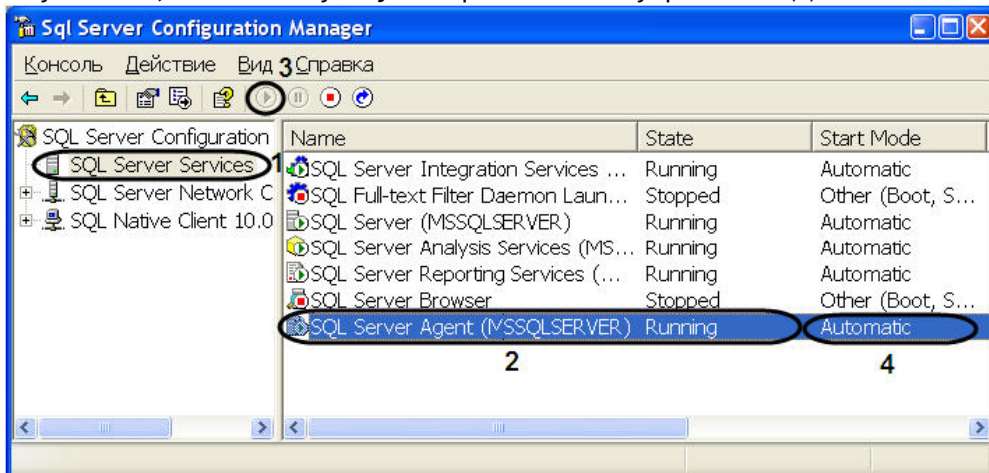 Sql Server Configuration Manager
Консоль Действие Вид 3 Справка
SQL Server Configuration Name State Start Mode
SQL Server Services 1 SQL Server Integration Services ... Running Automatic
SQL Server Network C SQL Full-text Filter Daemon Laun... Stopped Other (Boot, S...
SQL Native Client 10.0 SQL Server (MSSQLSERVER) Running Automatic
SQL Server Analysis Services (MS... Running Automatic
SQL Server Reporting Services (... Running Automatic
SQL Server Browser Stopped Other (Boot, S...
SQL Server Agent (MSSQLSERVER) Running Automatic
2 4